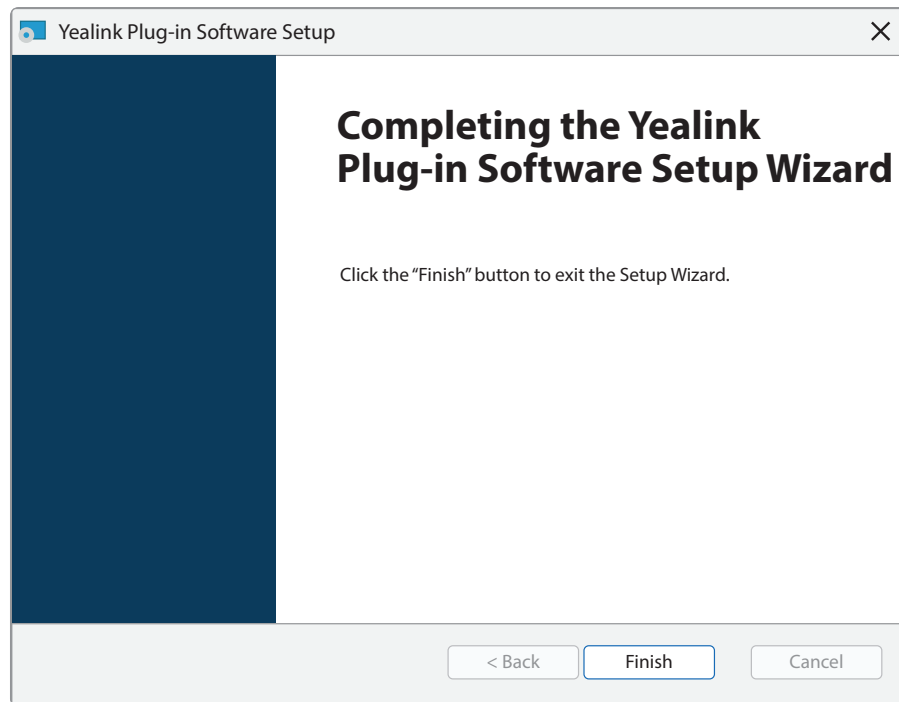 Yealink Plug-in Software Setup
Completing the Yealink
Plug-in Software Setup Wizard
Click the “Finish” button to exit the Setup Wizard.
< Back
Finish
Cancel